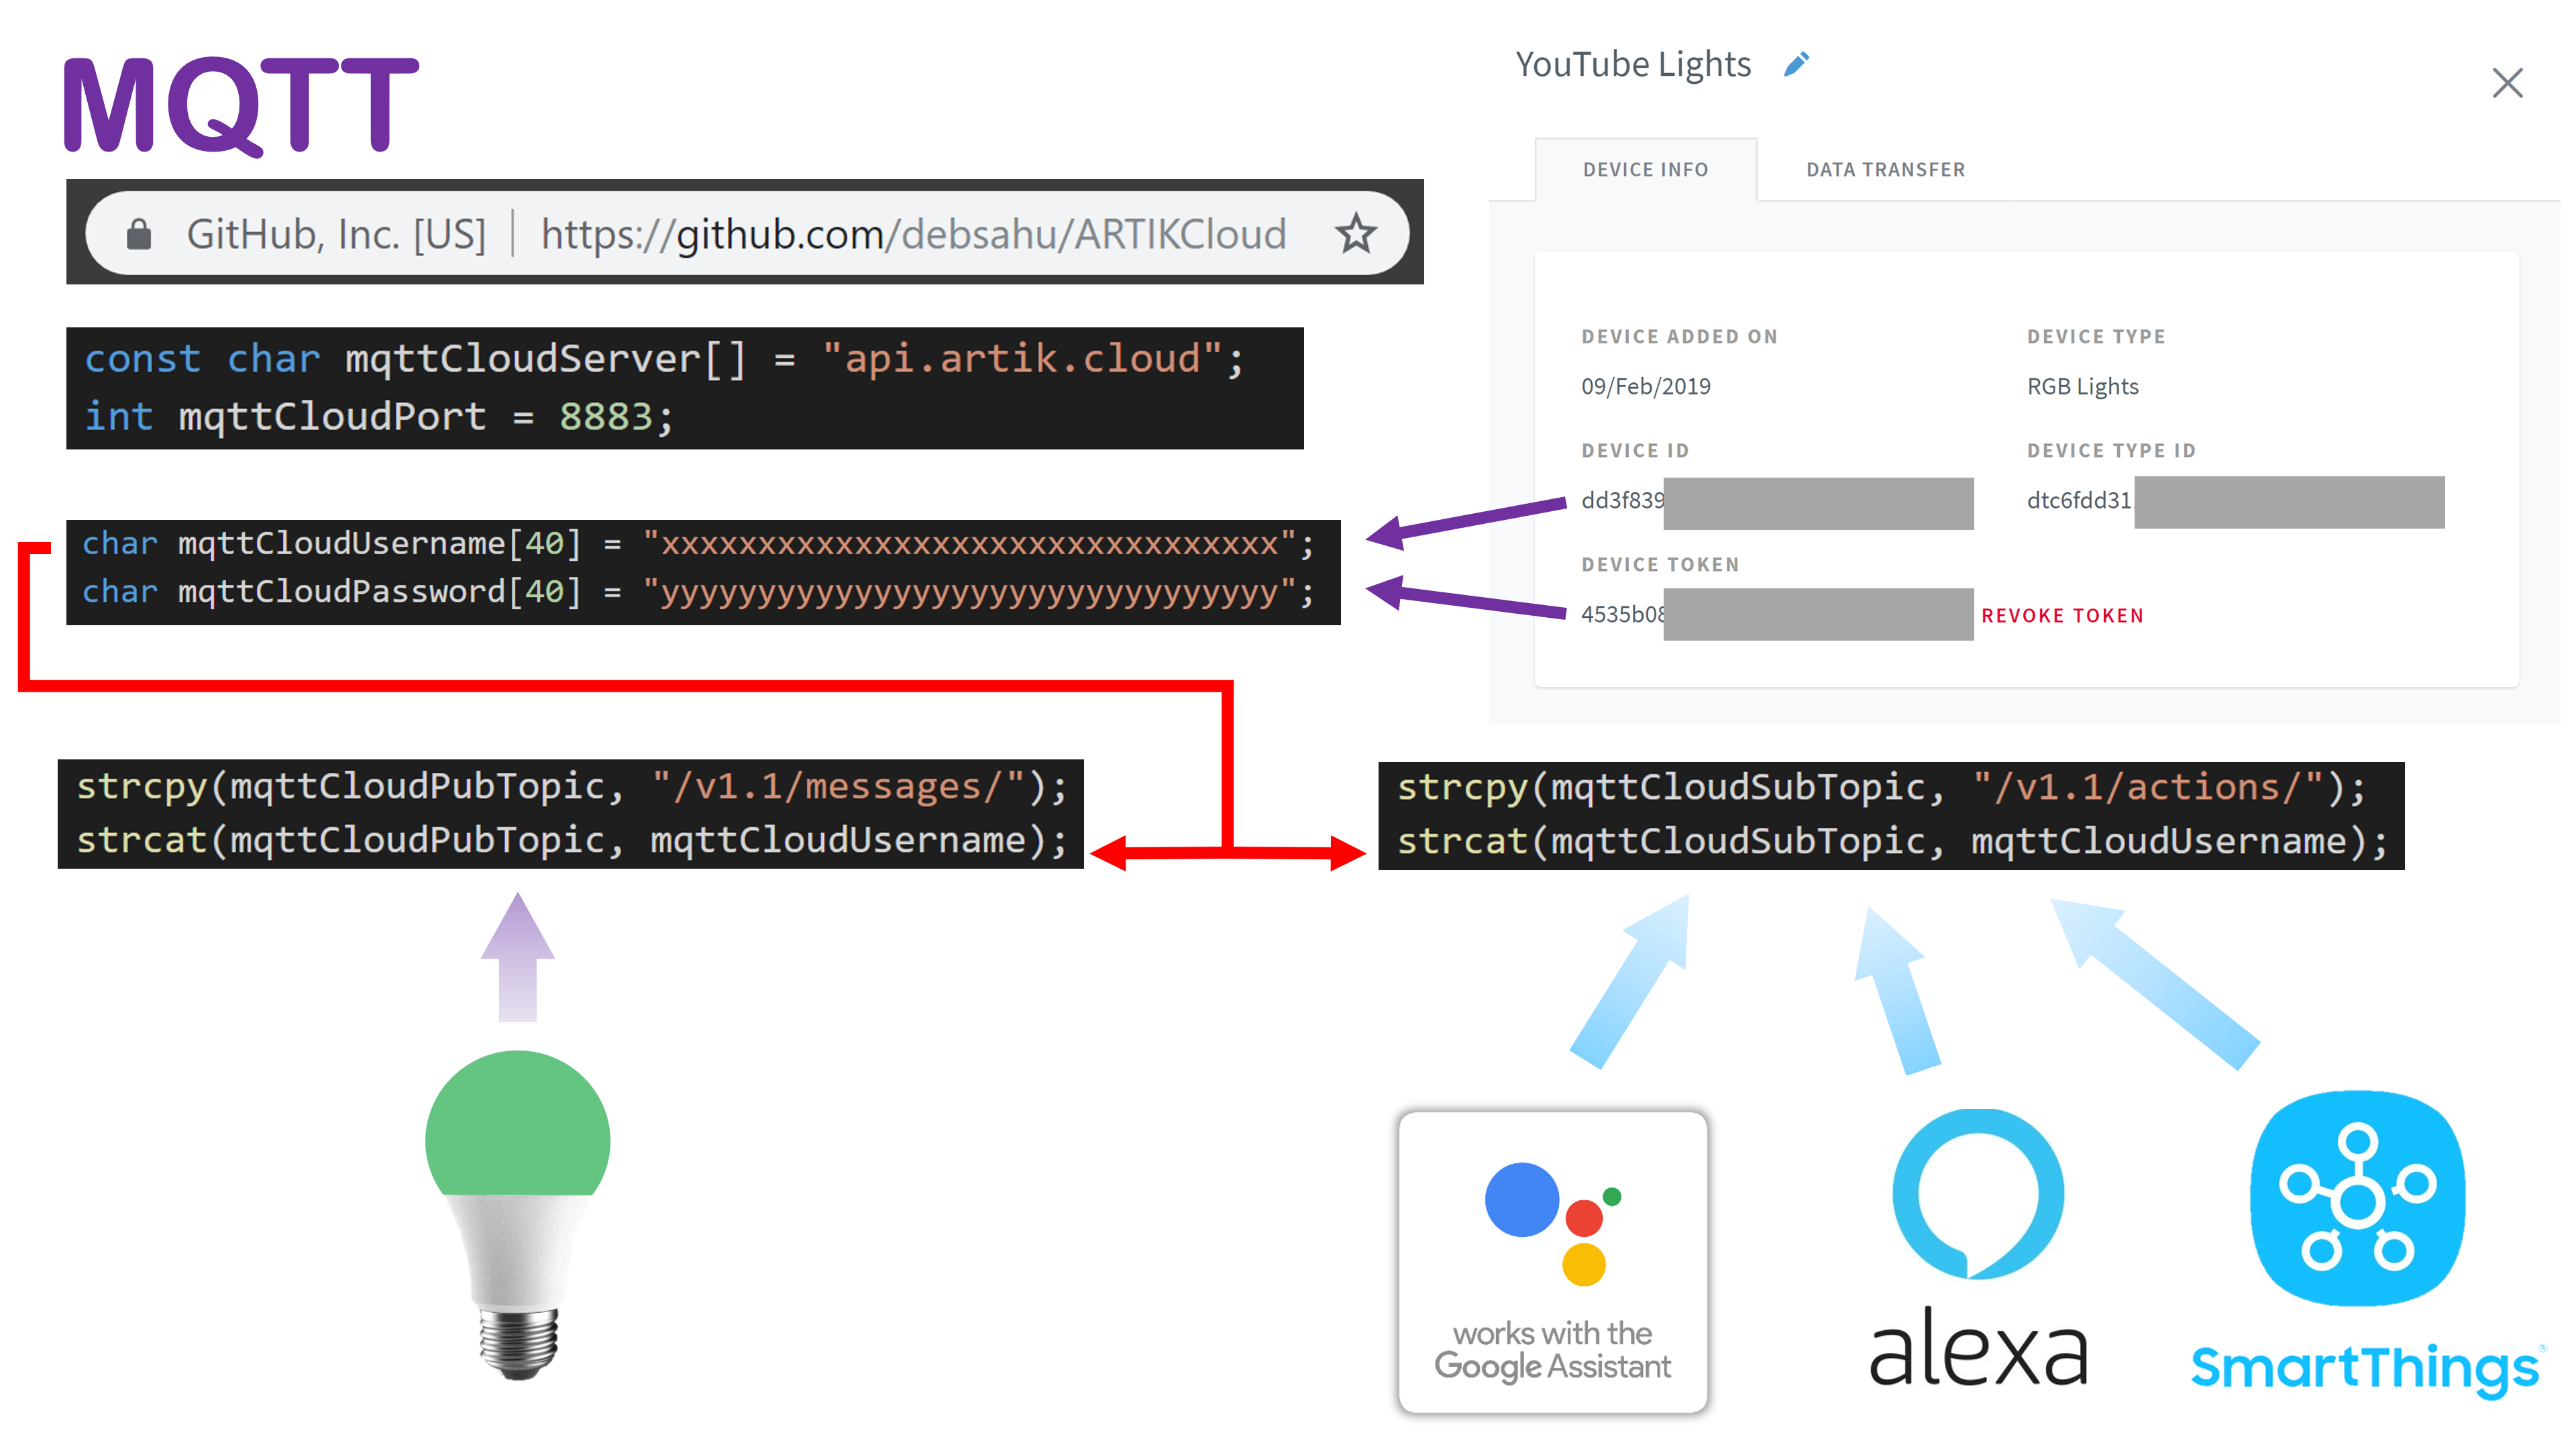 MQTT
GitHub, Inc. [US] | https://github.com/debsahu/ARTIKCloud
const char mqttCloudServer[] = "api.artik.cloud";
int mqttCloudPort = 8883;
char mqttCloudUsername[40] = "xxxxxxxxxxxxxxxxxxxxxxxxxxxxxxxx";
char mqttCloudPassword[40] = "yyyyyyyyyyyyyyyyyyyyyyyyyyyyyyyy";
YouTube Lights
DEVICE INFO
DATA TRANSFER
DEVICE ADDED ON
09/Feb/2019
DEVICE TYPE
RGB Lights
DEVICE ID
dd3f839
DEVICE TYPE ID
dtc6fdd31
DEVICE TOKEN
4535b08
REVOKE TOKEN
strcpy(mqttCloudPubTopic, "/v1.1/messages/");
strcat(mqttCloudPubTopic, mqttCloudUsername);
strcpy(mqttCloudSubTopic, "/v1.1/actions/");
strcat(mqttCloudSubTopic, mqttCloudUsername);
works with the
Google Assistant
alexa
SmartThings